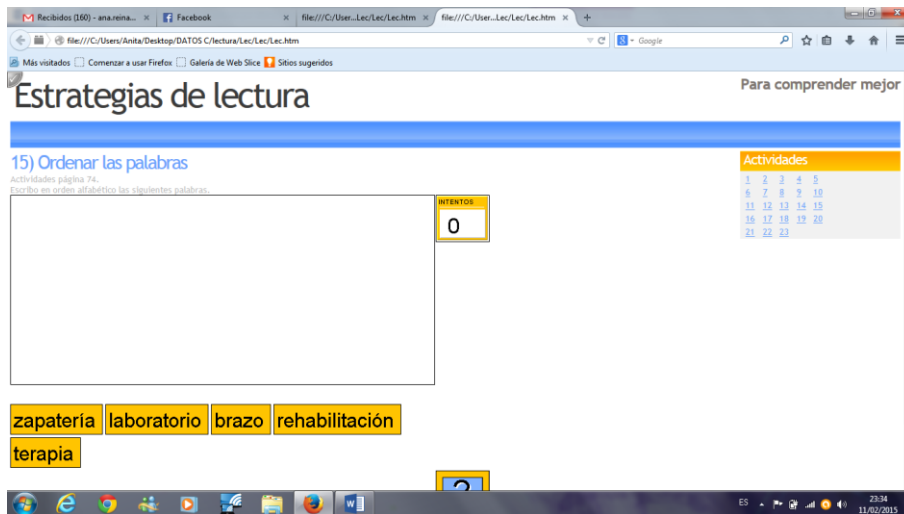 Recibidos (160) - ana.reina... × Facebook × file:///C:/User...Lec/Lec/Lec.htm × file:///C:/User...Lec/Lec/Lec.htm × +
file:///C:/Users/Anita/Desktop/DATOS C/lectura/Lec/Lec/Lec.htm Google
Más visitados Comenzar a usar Firefox Galería de Web Slice Sitios sugeridos
Estrategias de lectura
Para comprender mejor
15) Ordenar las palabras
Actividades página 74.
Escribo en orden alfabético las siguientes palabras.
INTENTOS
0
Actividades
1 2 3 4 5
6 7 8 9 10
11 12 13 14 15
16 17 18 19 20
21 22 23
zapatería laboratorio brazo rehabilitación
terapia
?
ES 23:34
11/02/2015